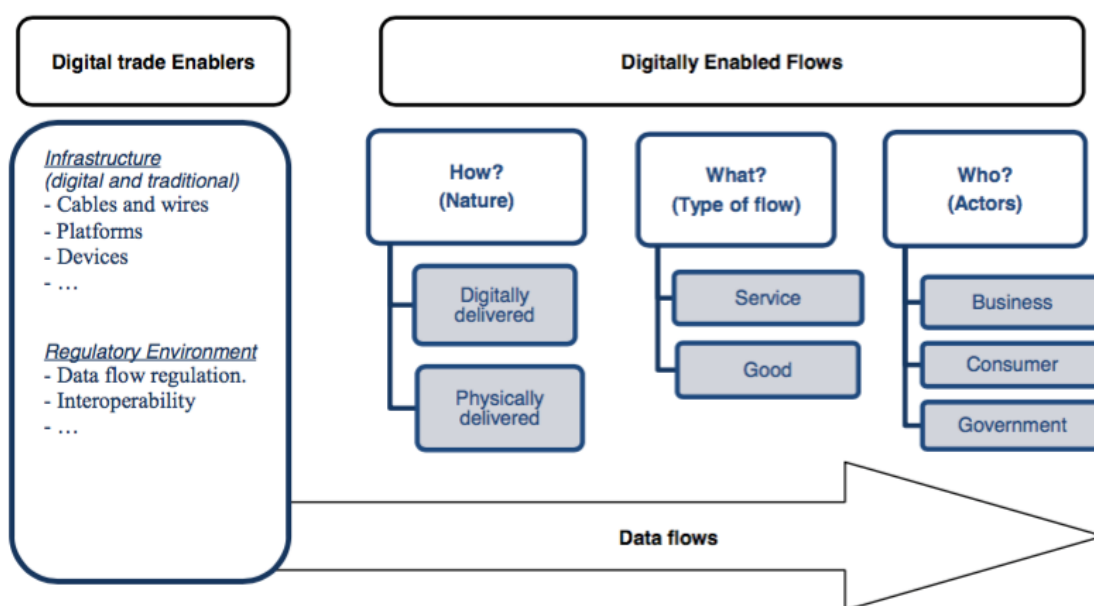 Digital trade Enablers
Digitally Enabled Flows
Infrastructure
(digital and traditional)
- Cables and wires
- Platforms
- Devices
- …
Regulatory Environment
- Data flow regulation.
- Interoperability
- …
How?
(Nature)
Digitally
delivered
Physically
delivered
What?
(Type of flow)
Service
Good
Who?
(Actors)
Business
Consumer
Government
Data flows